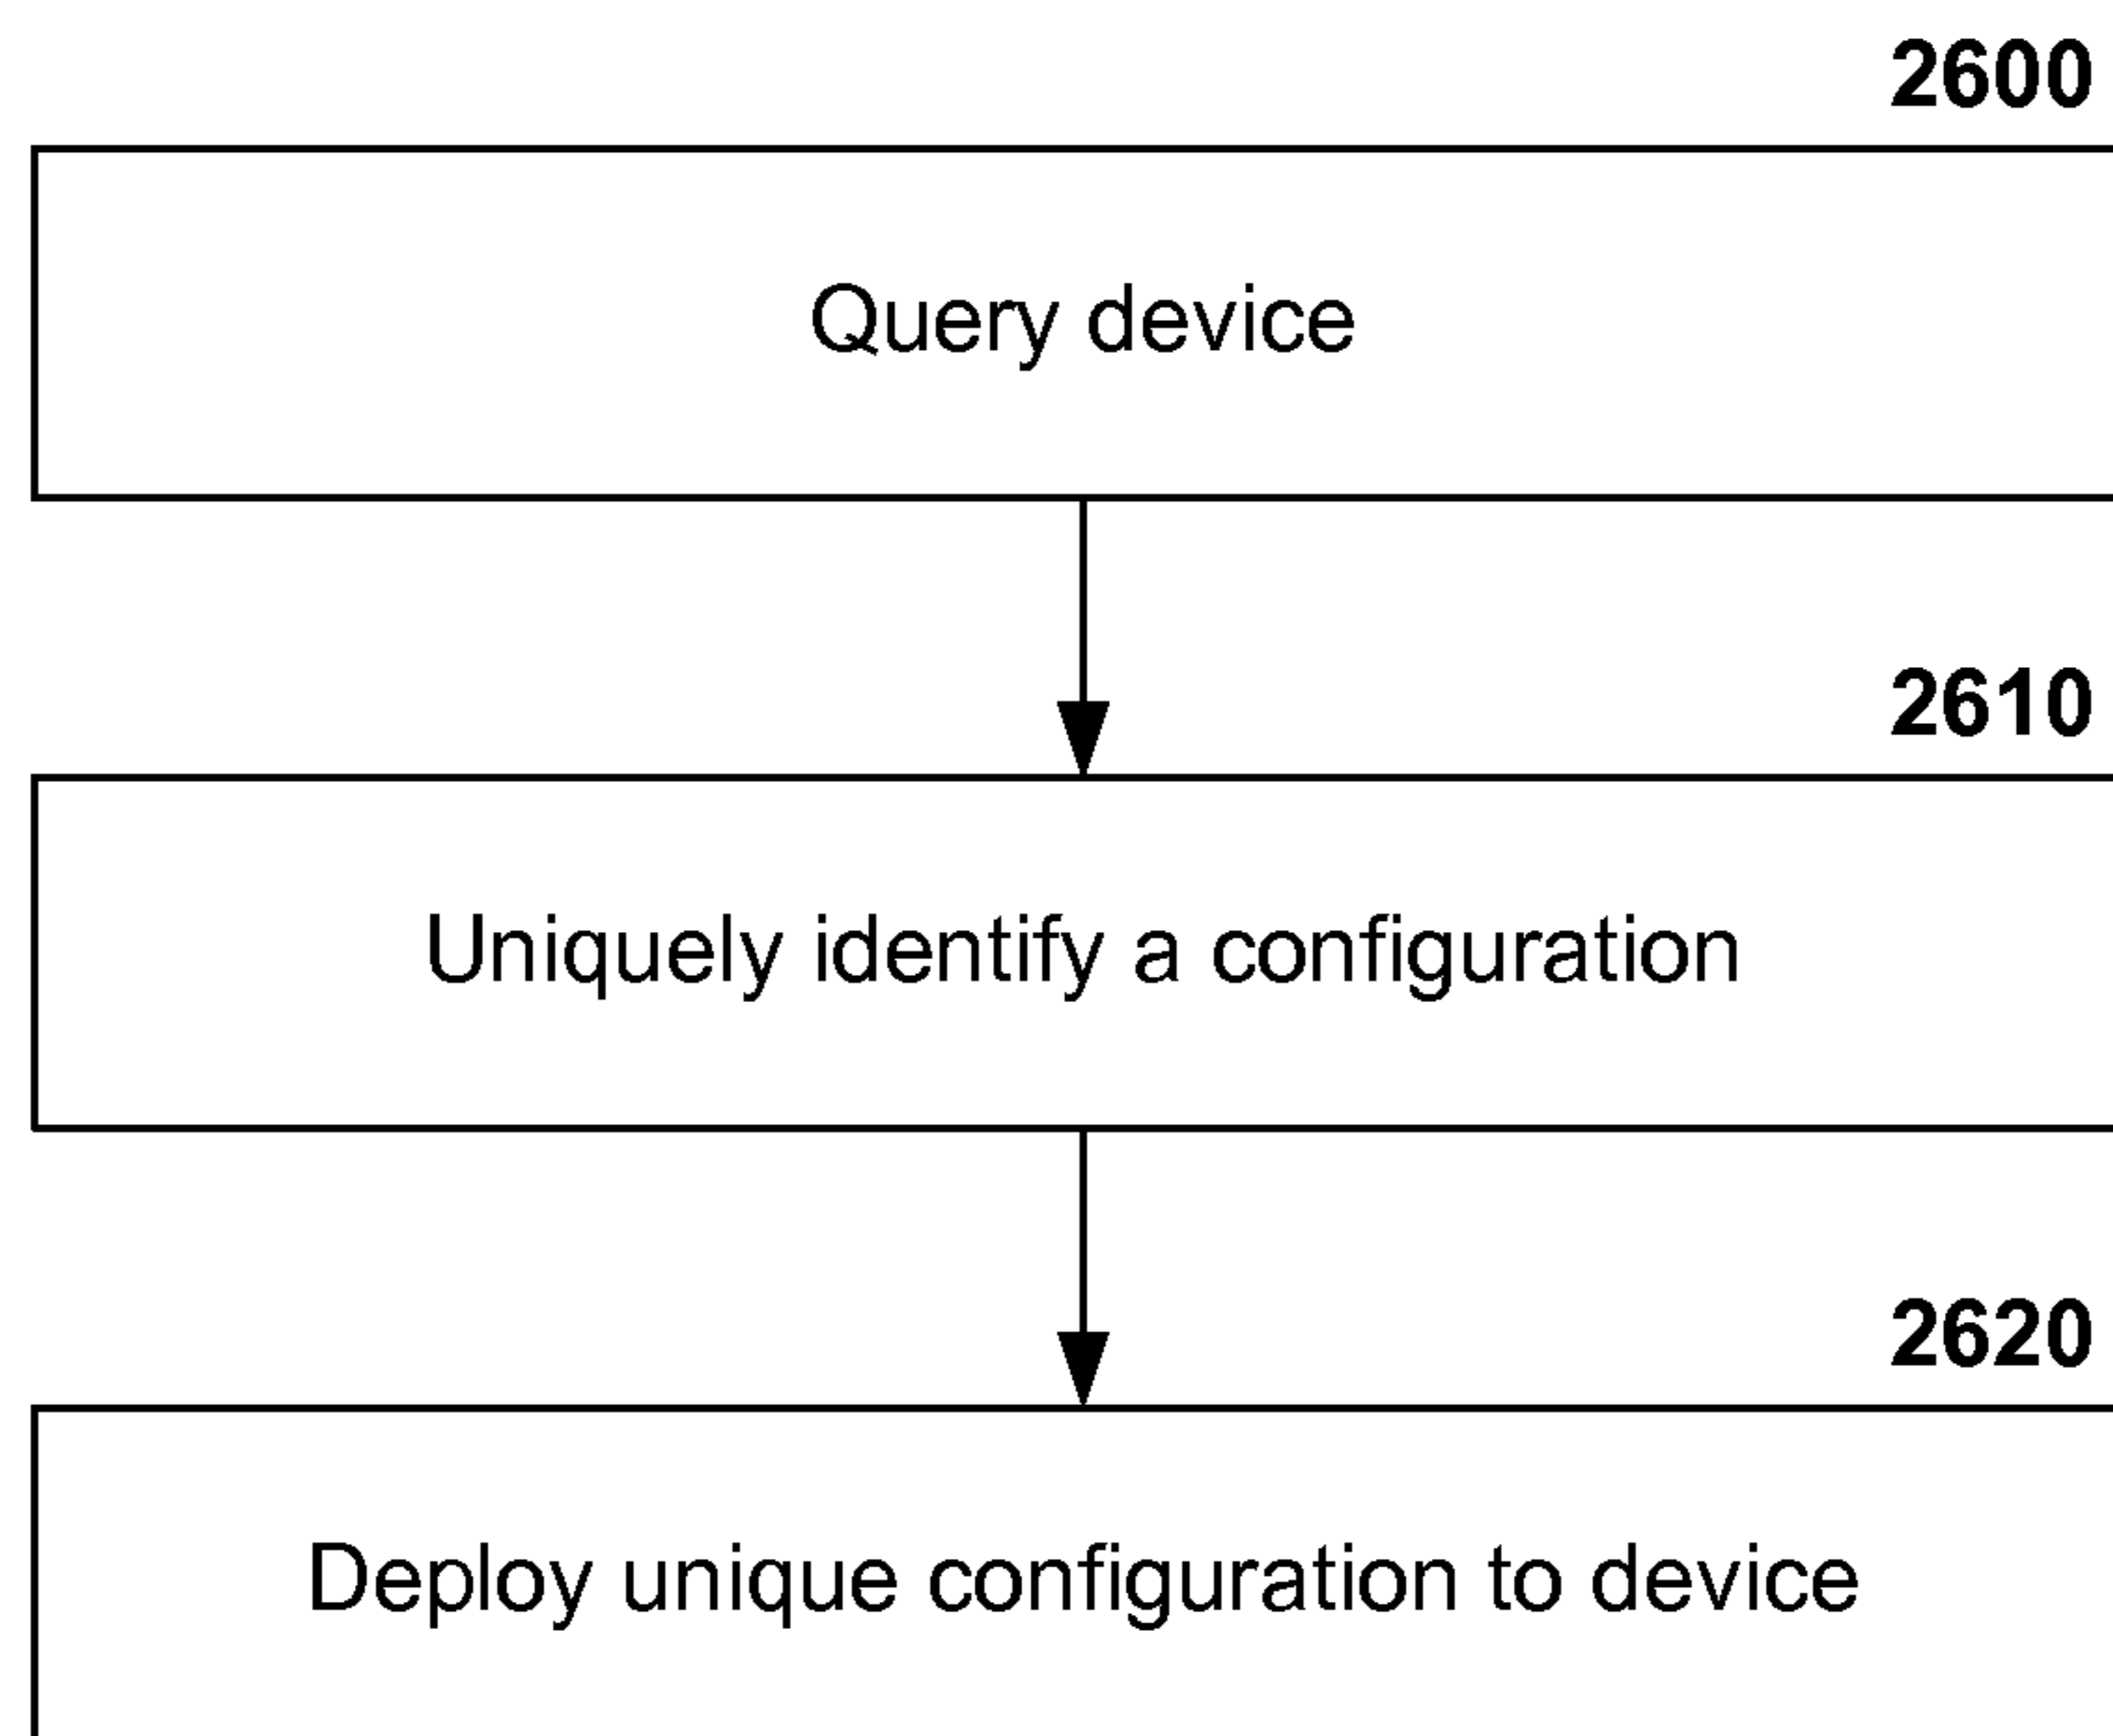 2600
Query device
2610
Uniquely identify a configuration
2620
Deploy unique configuration to device